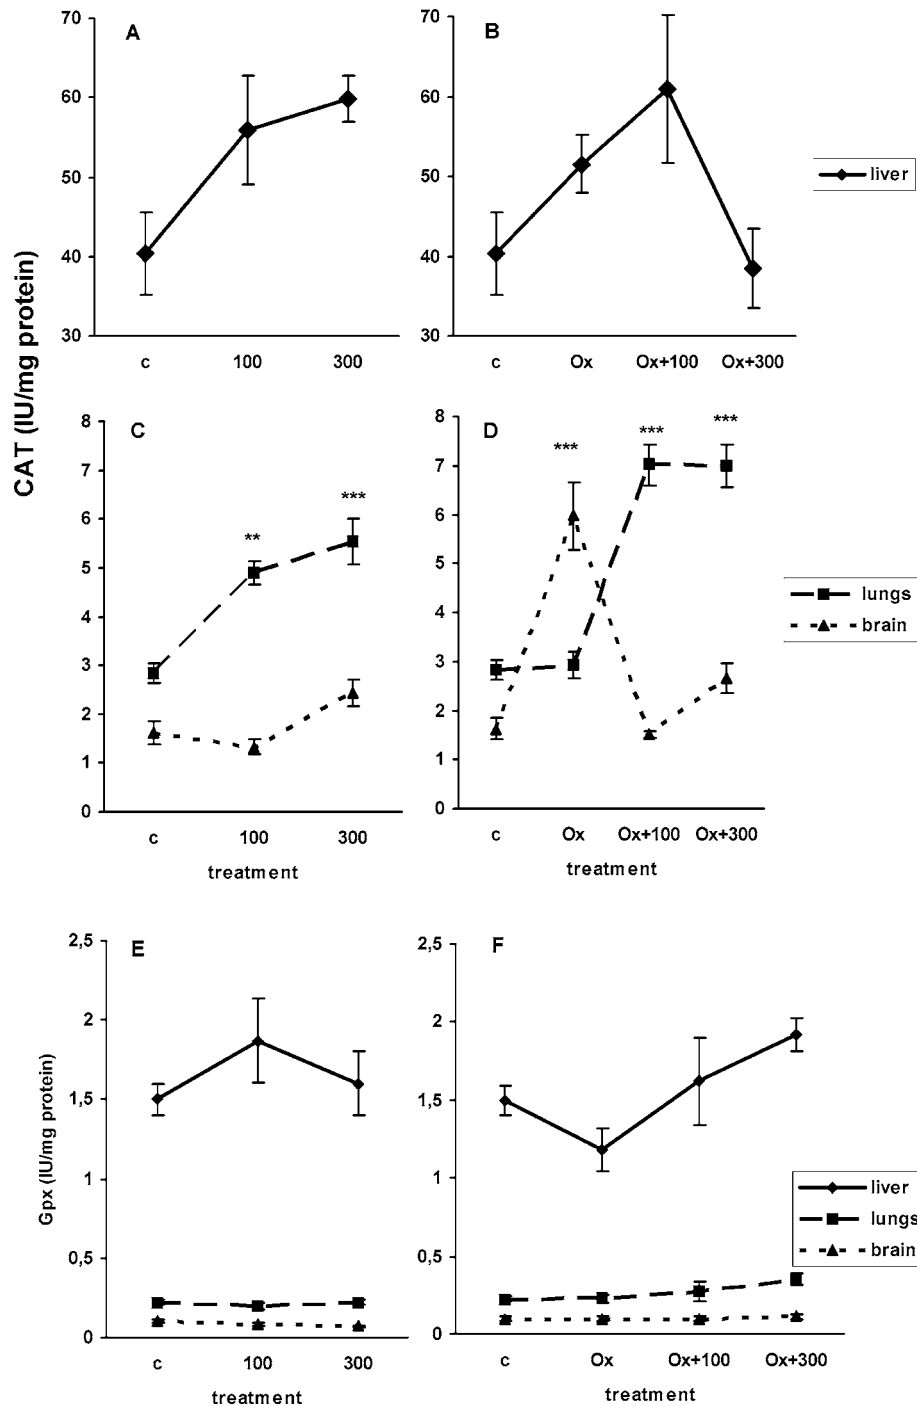 CAT (IU/mg protein)
A
70
60
50
40
30
c 100 300
B
70
60
50
40
30
c Ox Ox+100 Ox+300
liver
C
8
7
6
5
4
3
2
1
0
** ***
c 100 300
treatment
D
8
7
6
5
4
3
2
1
0
*** *** ***
c Ox Ox+100 Ox+300
treatment
lungs
brain
Gpx (IU/mg protein)
E
2,5
2
1,5
1
0,5
0
c 100 300
treatment
F
2,5
2
1,5
1
0,5
0
c Ox Ox+100 Ox+300
treatment
liver
lungs
brain